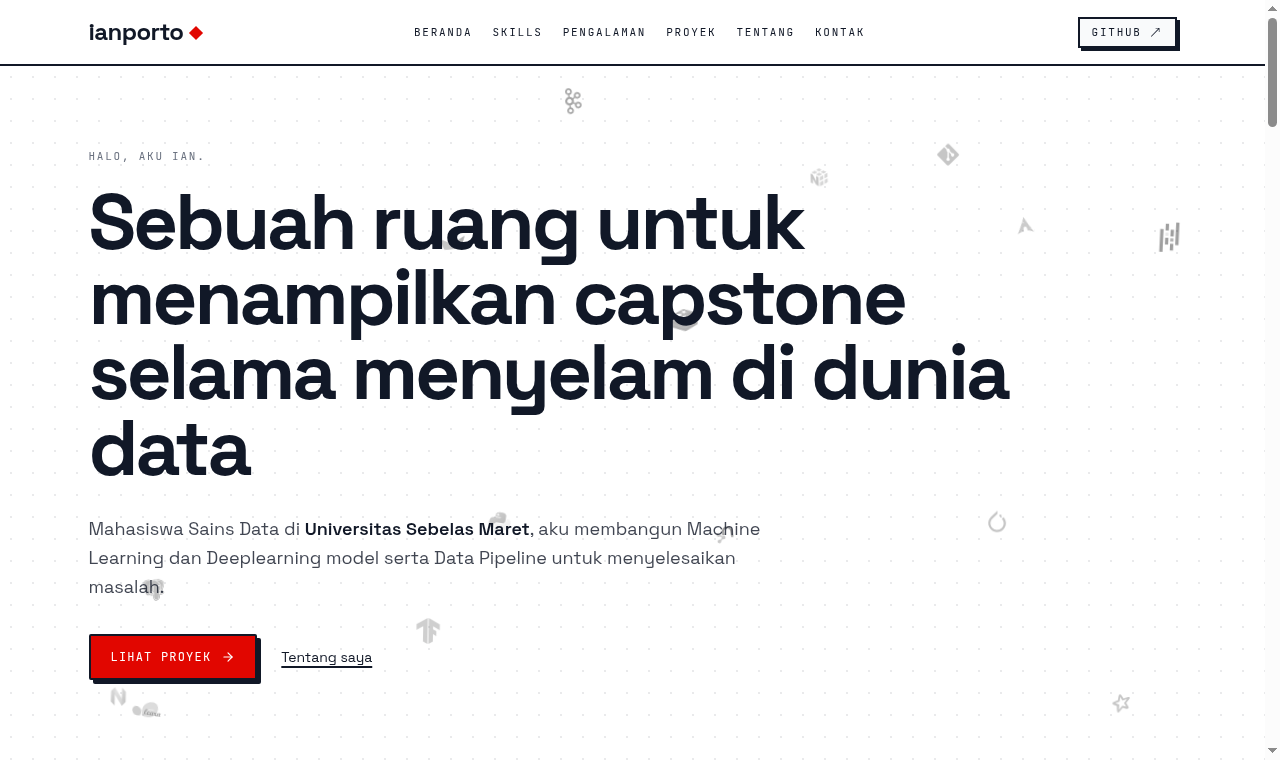 ianporto
BERANDA SKILLS PENGALAMAN PROYEK TENTANG KONTAK
GITHUB ↗
HALO, AKU IAN.
Sebuah ruang untuk
menampilkan capstone
selama menyelam di dunia
data
Mahasiswa Sains Data di Universitas Sebelas Maret, aku membangun Machine
Learning dan Deeplearning model serta Data Pipeline untuk menyelesaikan
masalah.
LIHAT PROYEK →
Tentang saya